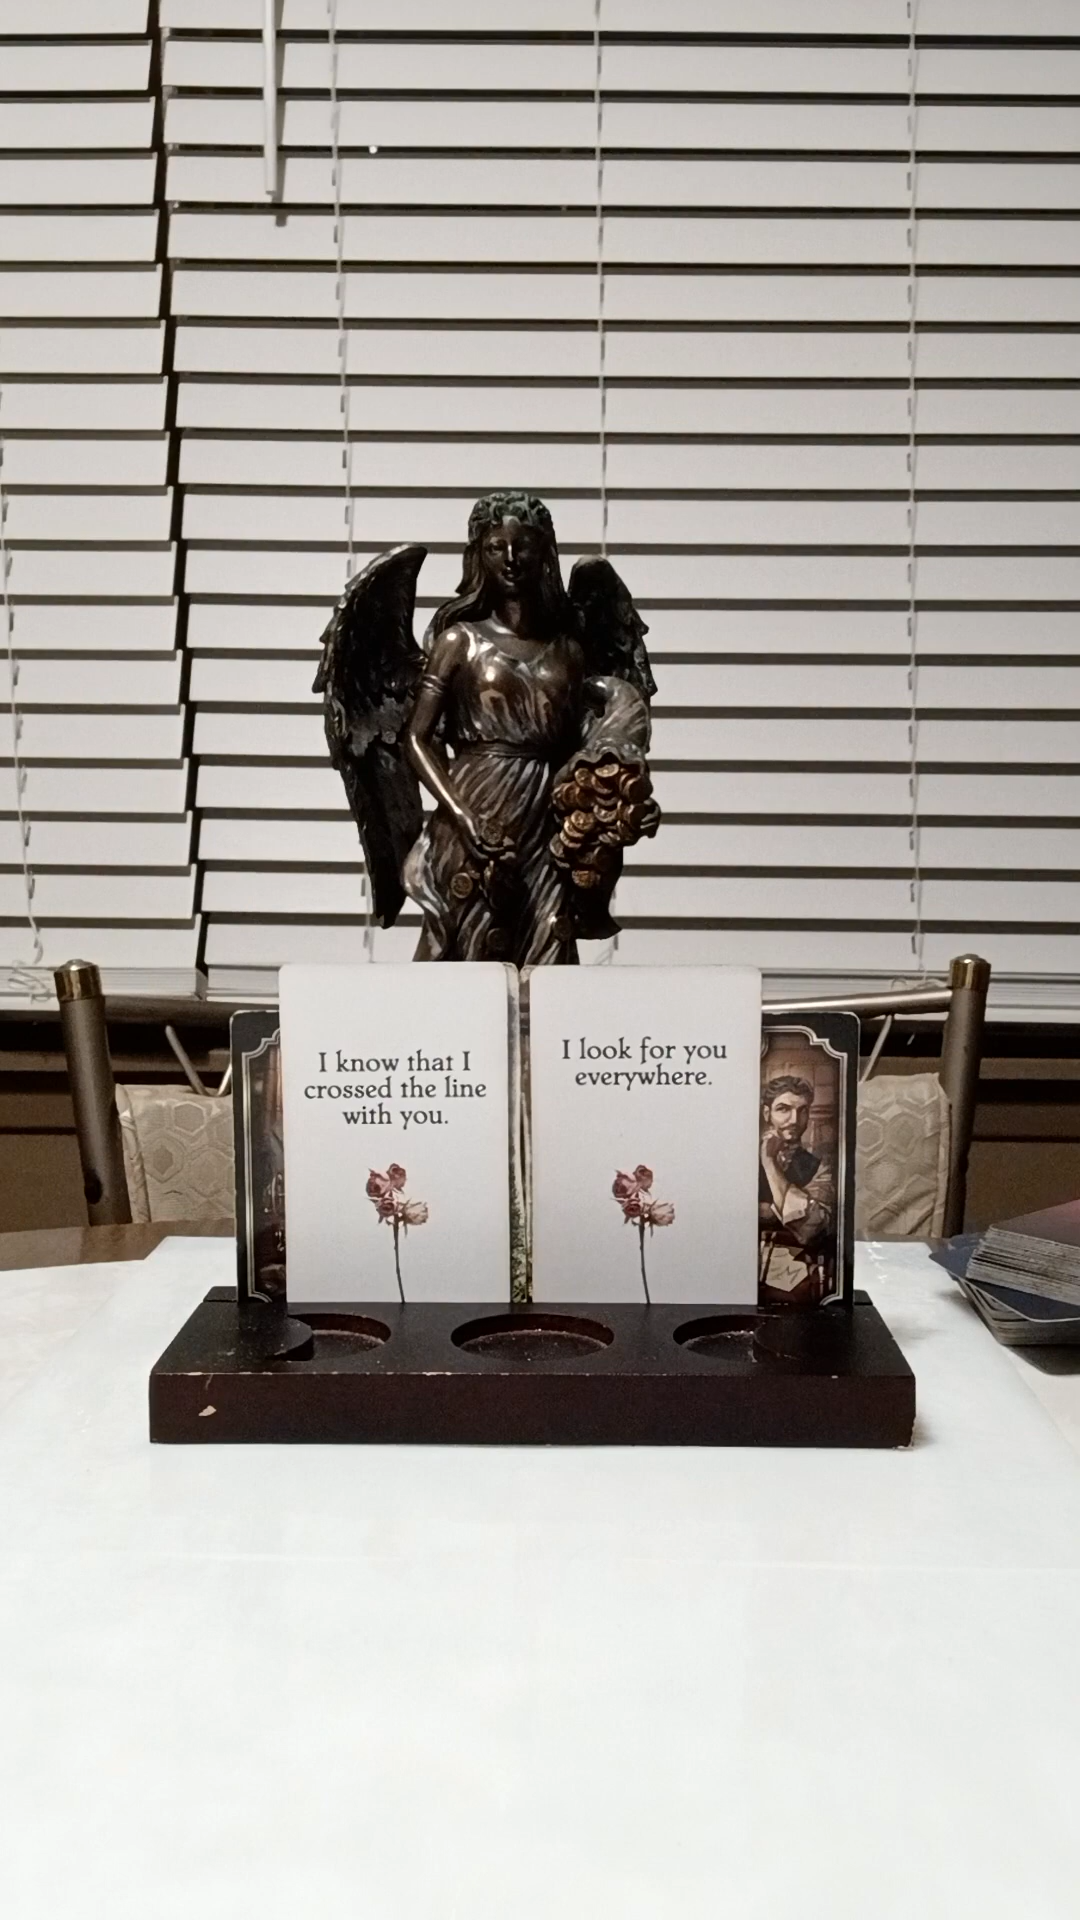 I know that I
crossed the line
with you.
I look for you
everywhere.